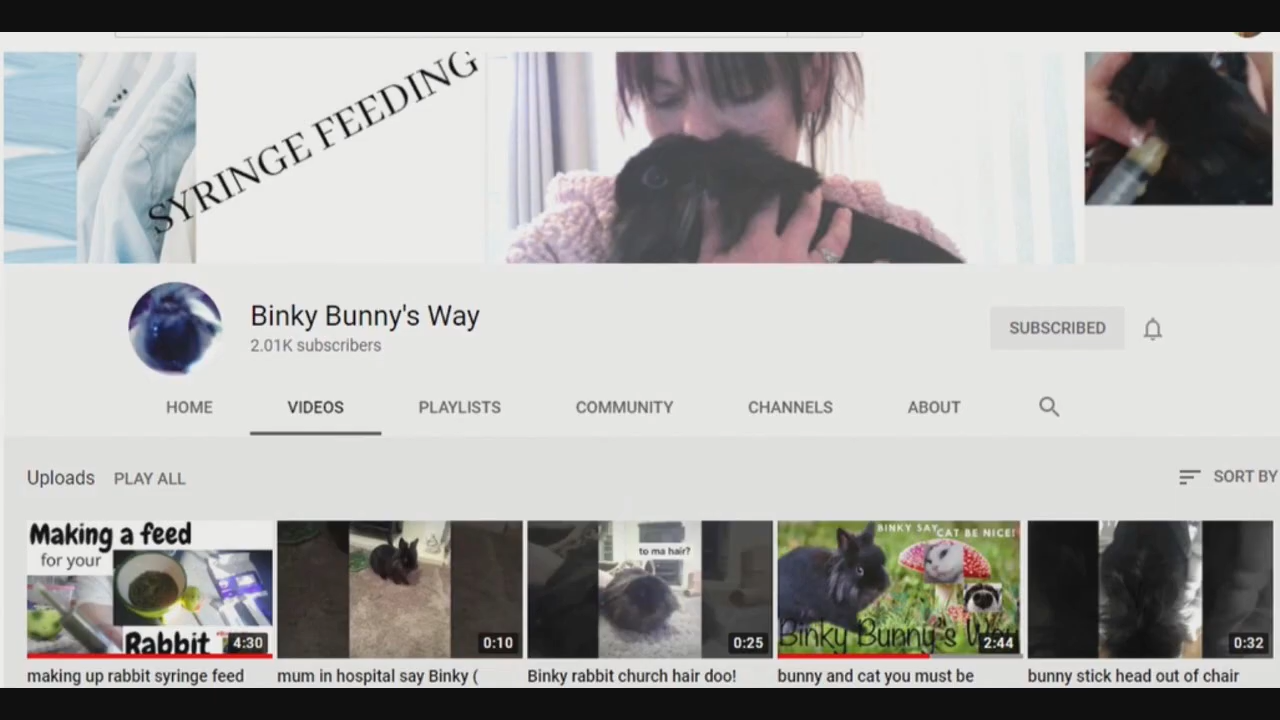 SYRINGE FEEDING
Binky Bunny's Way
2.01K subscribers
SUBSCRIBED
HOME VIDEOS PLAYLISTS COMMUNITY CHANNELS ABOUT
Uploads PLAY ALL SORT BY
Making a feed
for your
Rabbit
4:30
0:10
to ma hair?
0:25
BINKY SAY
CAT BE NICE!
Binky Bunny's Way
2:44
0:32
making up rabbit syringe feed
mum in hospital say Binky (
Binky rabbit church hair doo!
bunny and cat you must be
bunny stick head out of chair